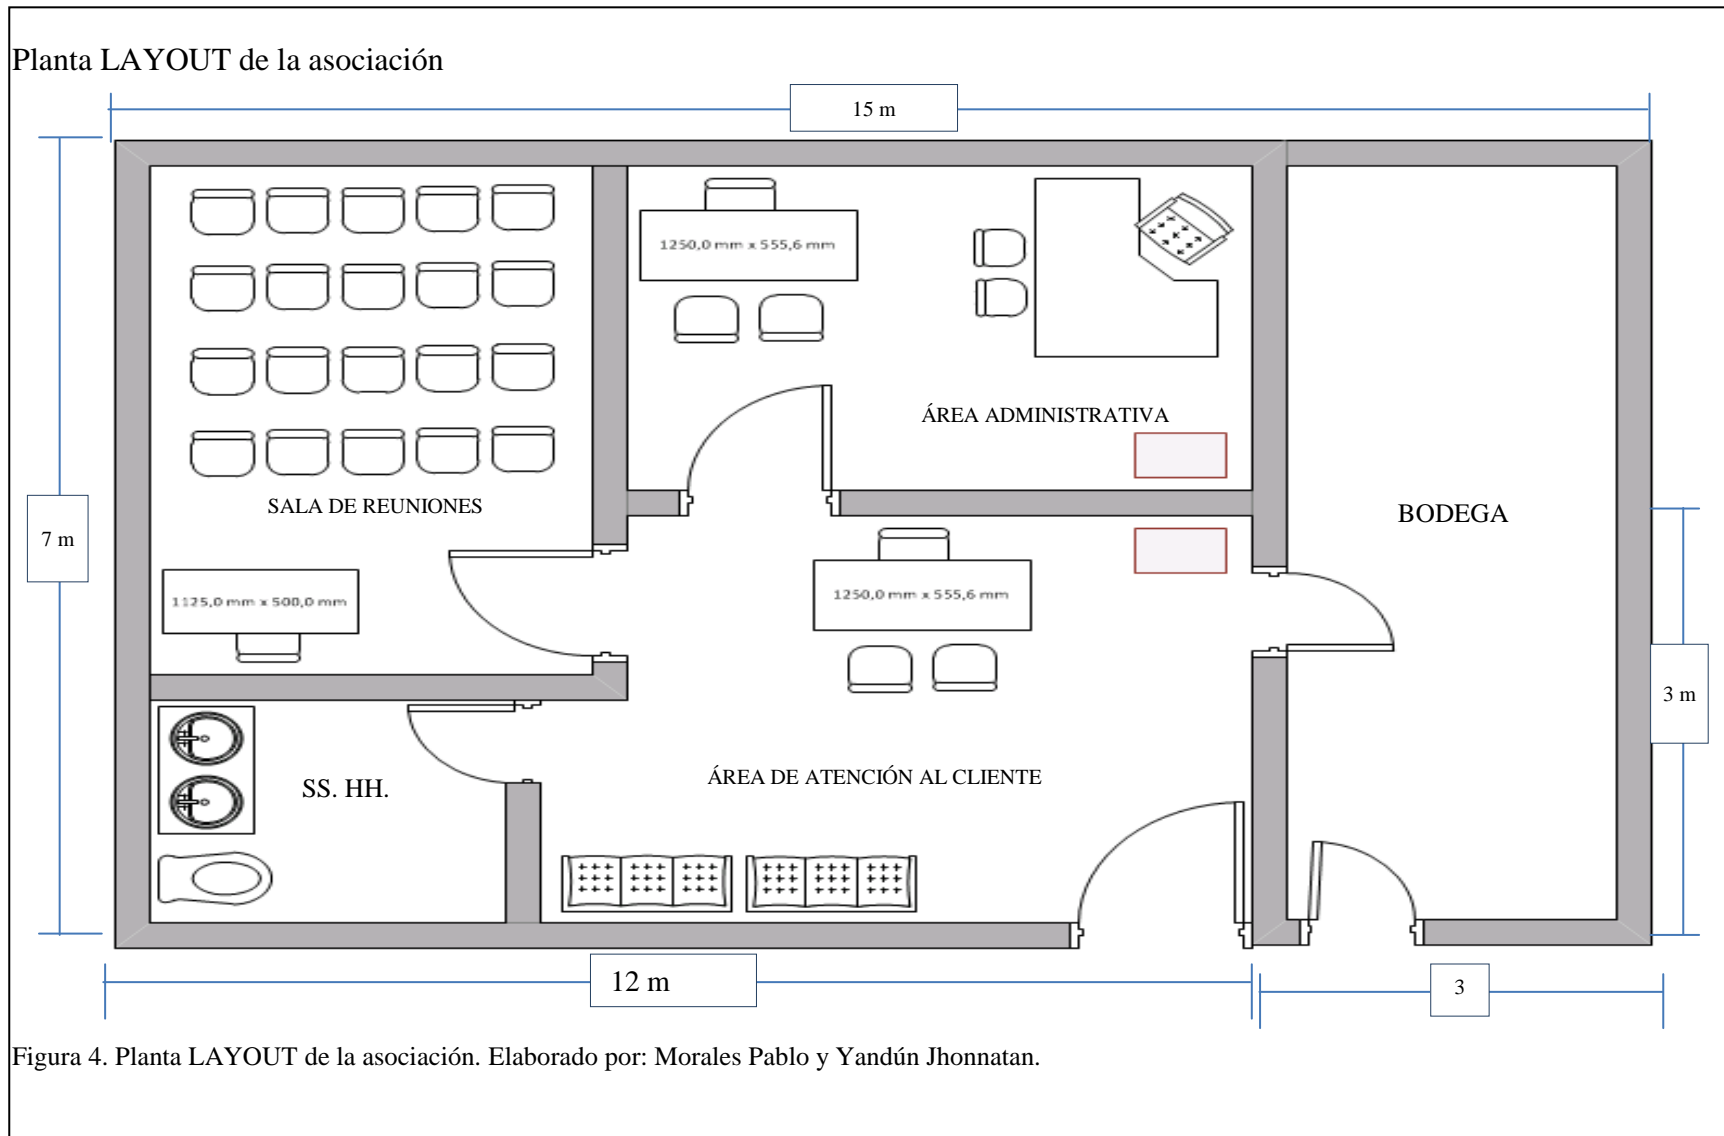 Planta LAYOUT de la asociación
15 m
1250,0 mm x 555,6 mm
ÁREA ADMINISTRATIVA
SALA DE REUNIONES
BODEGA
7 m
1125,0 mm x 500,0 mm
1250,0 mm x 555,6 mm
3 m
SS. HH.
ÁREA DE ATENCIÓN AL CLIENTE
12 m
3
Figura 4. Planta LAYOUT de la asociación. Elaborado por: Morales Pablo y Yandún Jhonnatan.